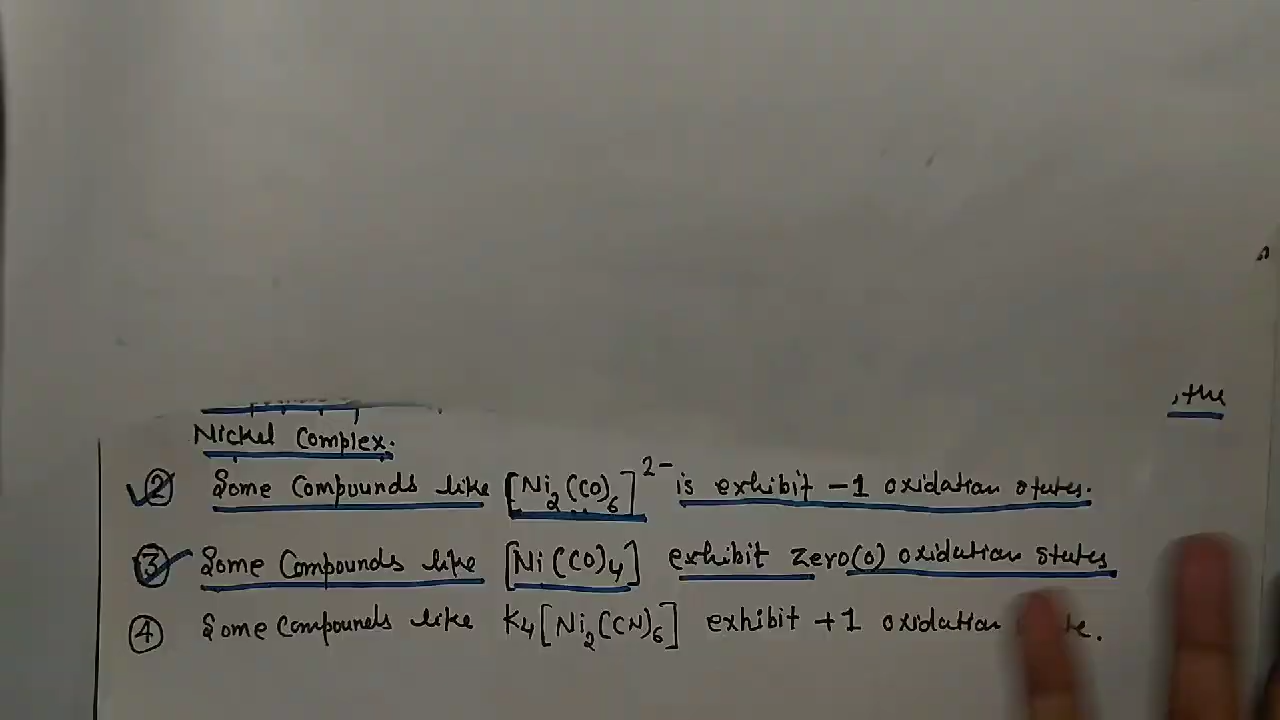 , the
Nickel Complex.
② Some Compounds like [Ni₂(CO)₆]²⁻ is exhibit -1 oxidation states.
③ Some Compounds like [Ni(CO)₄] exhibit zero(0) oxidation states
④ Some Compounds like K₄[Ni₂(CN)₆] exhibit +1 oxidation